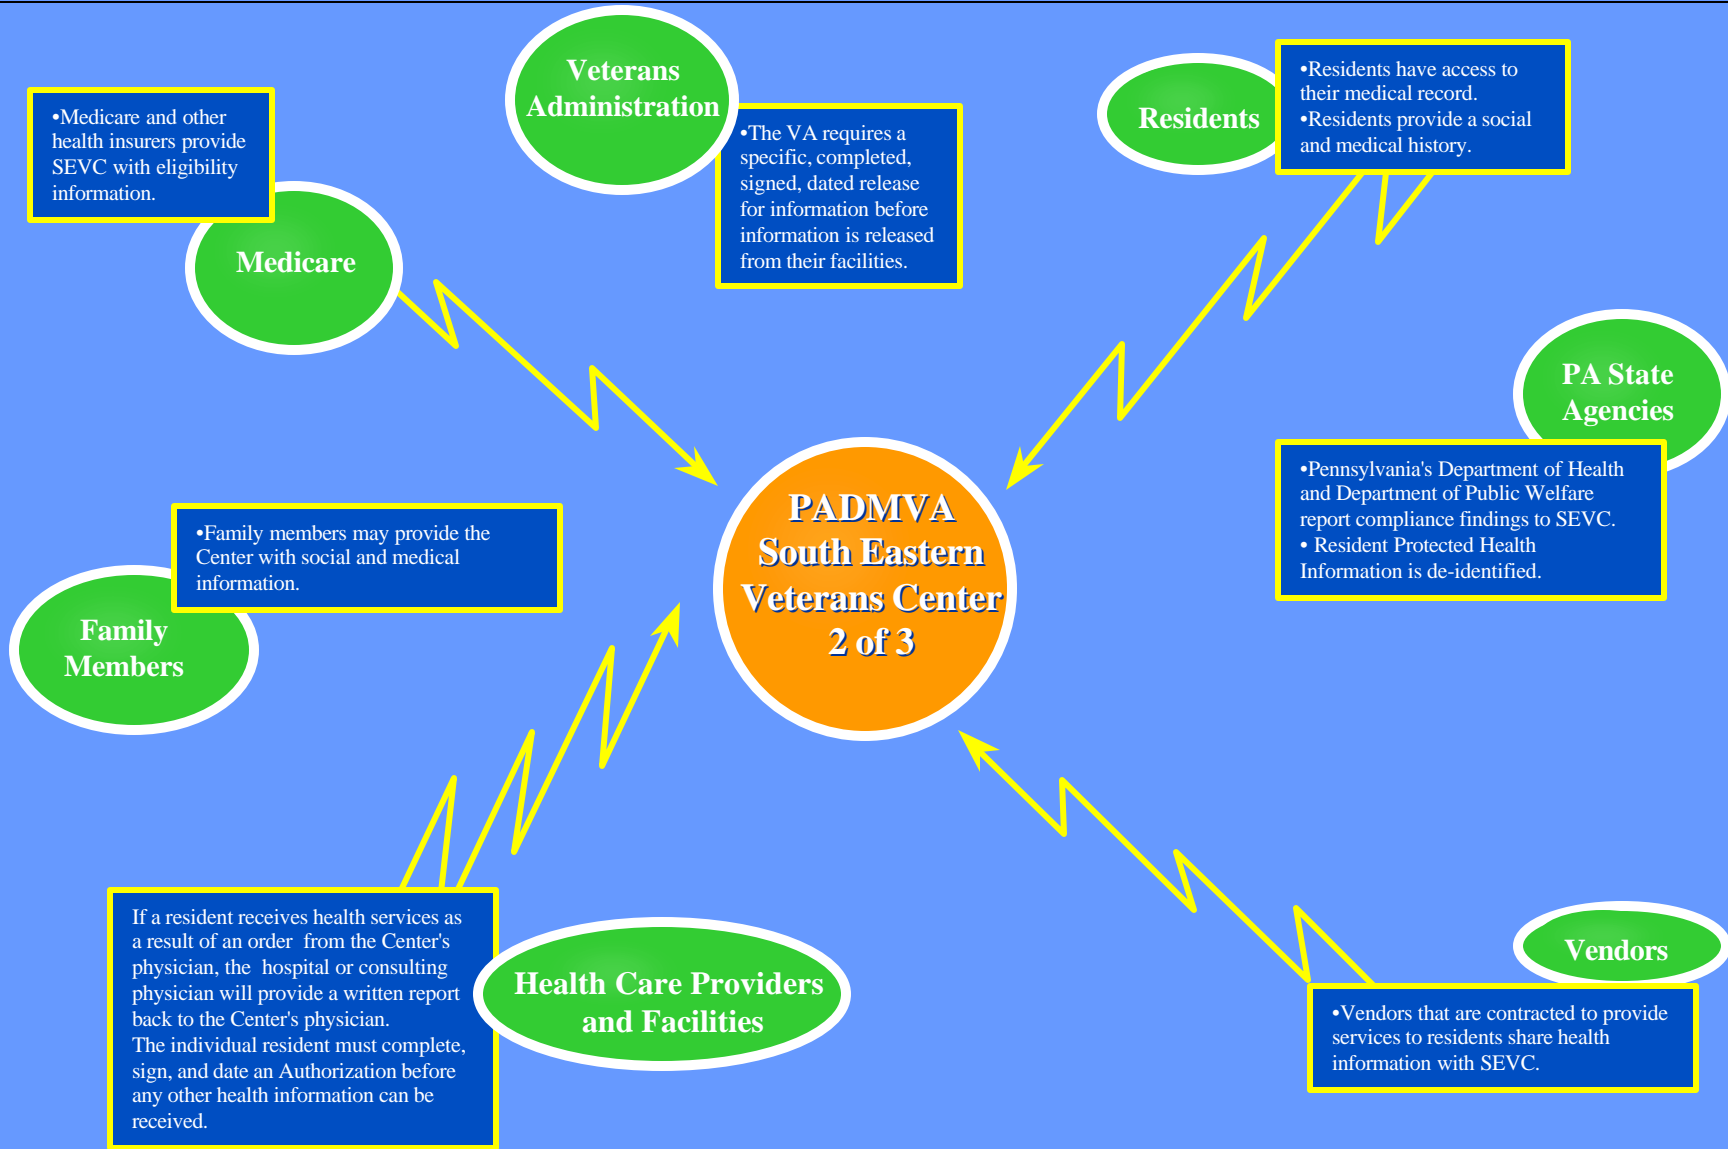 Veterans
Administration
•The VA requires a
specific, completed,
signed, dated release
for information before
information is released
from their facilities.
Residents
•Residents have access to
their medical record.
•Residents provide a social
and medical history.
•Medicare and other
health insurers provide
SEVC with eligibility
information.
Medicare
PA State
Agencies
•Pennsylvania's Department of Health
and Department of Public Welfare
report compliance findings to SEVC.
• Resident Protected Health
Information is de-identified.
PADMVA
South Eastern
Veterans Center
2 of 3
•Family members may provide the
Center with social and medical
information.
Family
Members
If a resident receives health services as
a result of an order from the Center's
physician, the hospital or consulting
physician will provide a written report
back to the Center's physician.
The individual resident must complete,
sign, and date an Authorization before
any other health information can be
received.
Health Care Providers
and Facilities
Vendors
•Vendors that are contracted to provide
services to residents share health
information with SEVC.